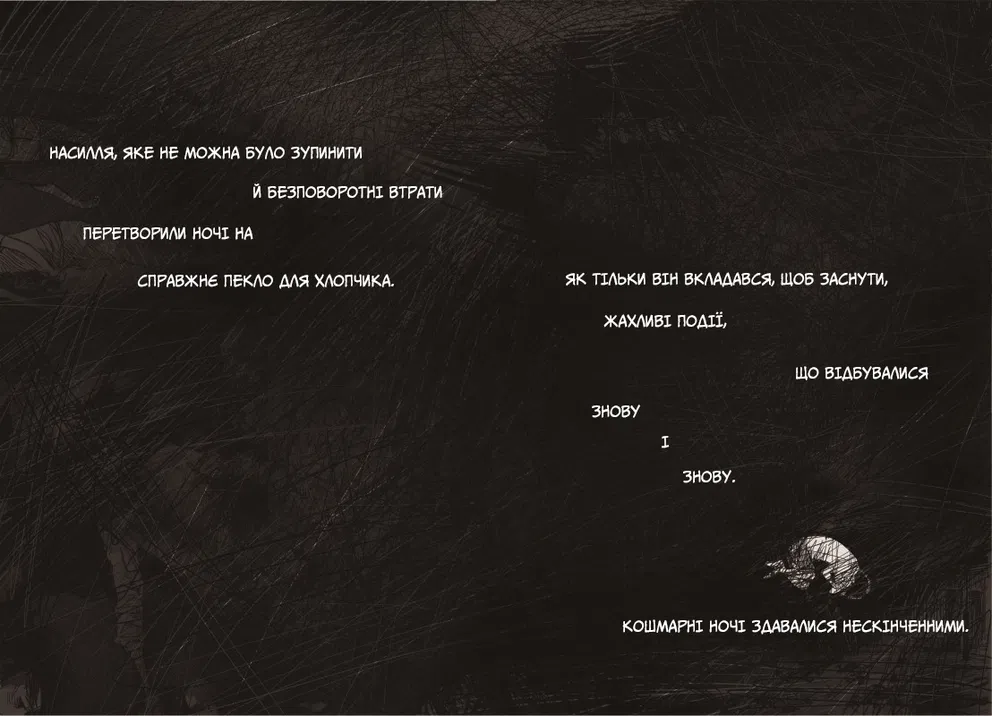 НАСИЛЛЯ, ЯКЕ НЕ МОЖНА БУЛО ЗУПИНИТИ
Й БЕЗПОВОРОТНІ ВТРАТИ
ПЕРЕТВОРИЛИ НОЧІ НА
СПРАВЖНЄ ПЕКЛО ДЛЯ ХЛОПЧИКА.
ЯК ТІЛЬКИ ВІН ВКЛАДАВСЯ, ЩОБ ЗАСНУТИ,
ЖАХЛИВІ ПОДІЇ,
ЩО ВІДБУВАЛИСЯ
ЗНОВУ
І
ЗНОВУ.
КОШМАРНІ НОЧІ ЗДАВАЛИСЯ НЕСКІНЧЕННИМИ.